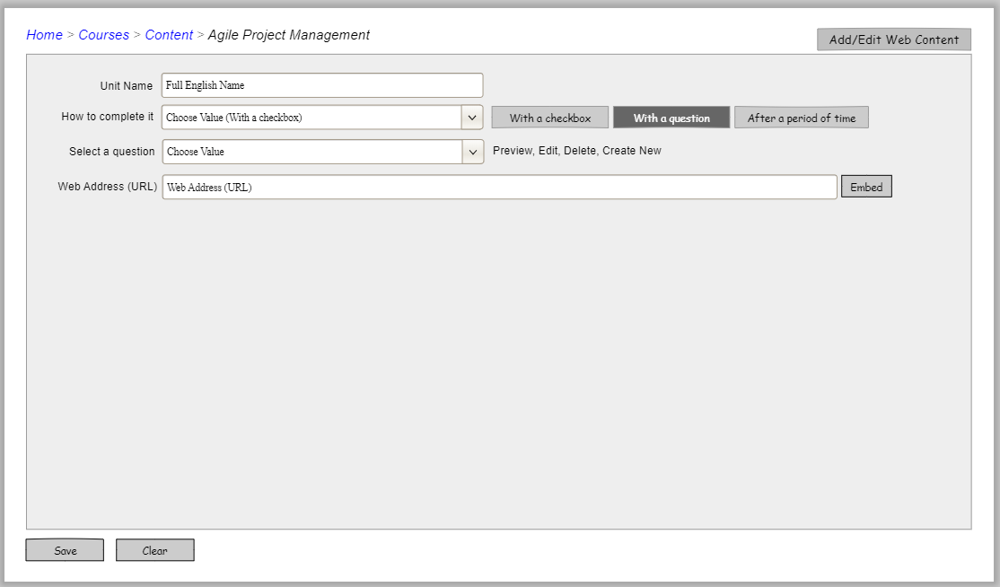 Home > Courses > Content > Agile Project Management
Add/Edit Web Content
Unit Name Full English Name
How to complete it Choose Value (With a checkbox) With a checkbox With a question After a period of time
Select a question Choose Value Preview, Edit, Delete, Create New
Web Address (URL) Web Address (URL) Embed
Save Clear